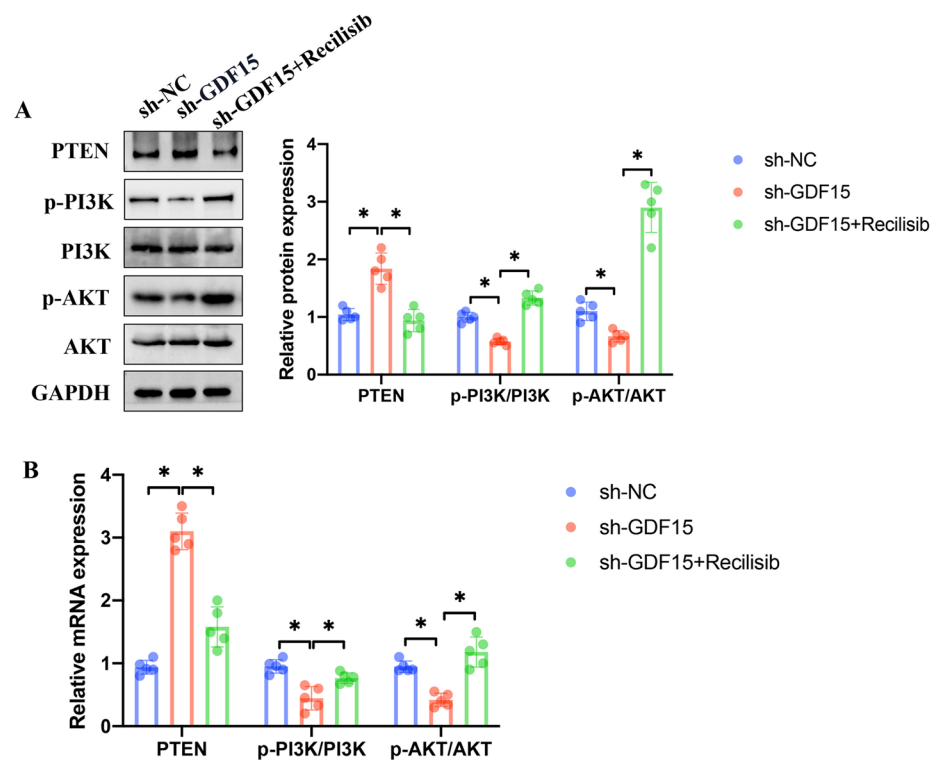 A
sh-NC
sh-GDF15
sh-GDF15+Recilisib
PTEN
p-PI3K
PI3K
p-AKT
AKT
GAPDH
Relative protein expression
4
3
2
1
0
* * * * * *
PTEN p-PI3K/PI3K p-AKT/AKT
sh-NC
sh-GDF15
sh-GDF15+Recilisib
B
Relative mRNA expression
4
3
2
1
0
* * * * * *
PTEN p-PI3K/PI3K p-AKT/AKT
sh-NC
sh-GDF15
sh-GDF15+Recilisib